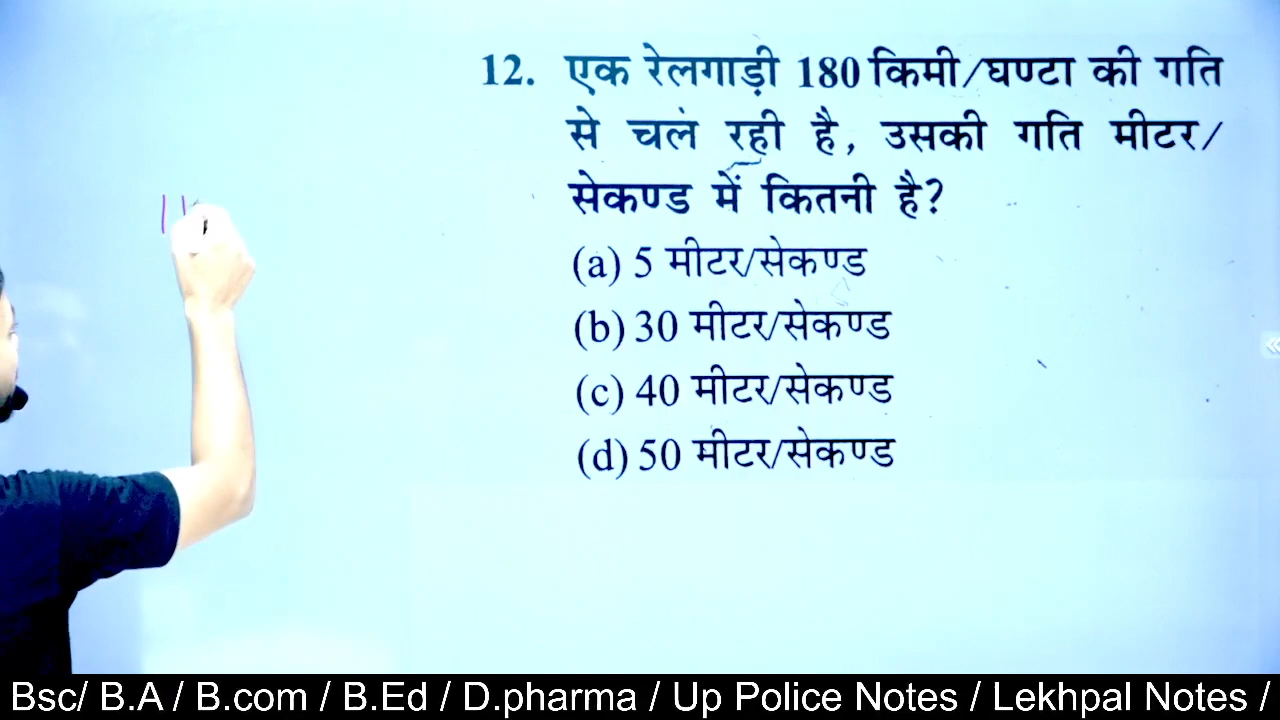 12. एक रेलगाड़ी 180 किमी/घण्टा की गति
से चल रही है, उसकी गति मीटर/
सेकण्ड में कितनी है?
(a) 5 मीटर/सेकण्ड
(b) 30 मीटर/सेकण्ड
(c) 40 मीटर/सेकण्ड
(d) 50 मीटर/सेकण्ड
Bsc/ B.A / B.com / B.Ed / D.pharma / Up Police Notes / Lekhpal Notes /